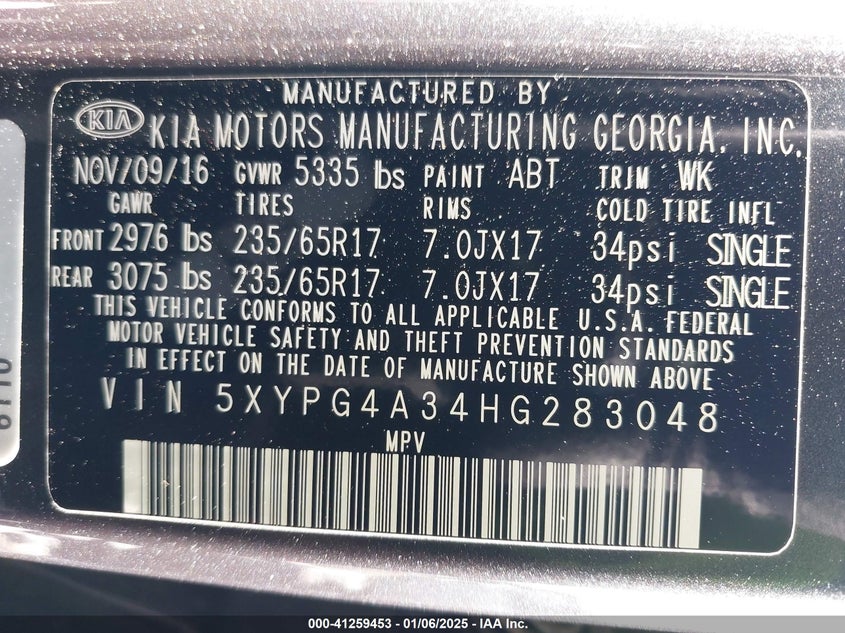 MANUFACTURED BY
KIA KIA MOTORS MANUFACTURING GEORGIA, INC.
NOV/09/16 GVWR 5335 lbs PAINT ABT TRIM WK
GAWR TIRES RIMS COLD TIRE INFL
FRONT 2976 lbs 235/65R17 7.0JX17 34psi SINGLE
REAR 3075 lbs 235/65R17 7.0JX17 34psi SINGLE
THIS VEHICLE CONFORMS TO ALL APPLICABLE U.S.A. FEDERAL
MOTOR VEHICLE SAFETY AND THEFT PREVENTION STANDARDS
IN EFFECT ON THE DATE OF MANUFACTURE SHOWN ABOVE
VIN 5XYPG4A34HG283048
MPV
000-41259453 - 01/06/2025 - IAA Inc.